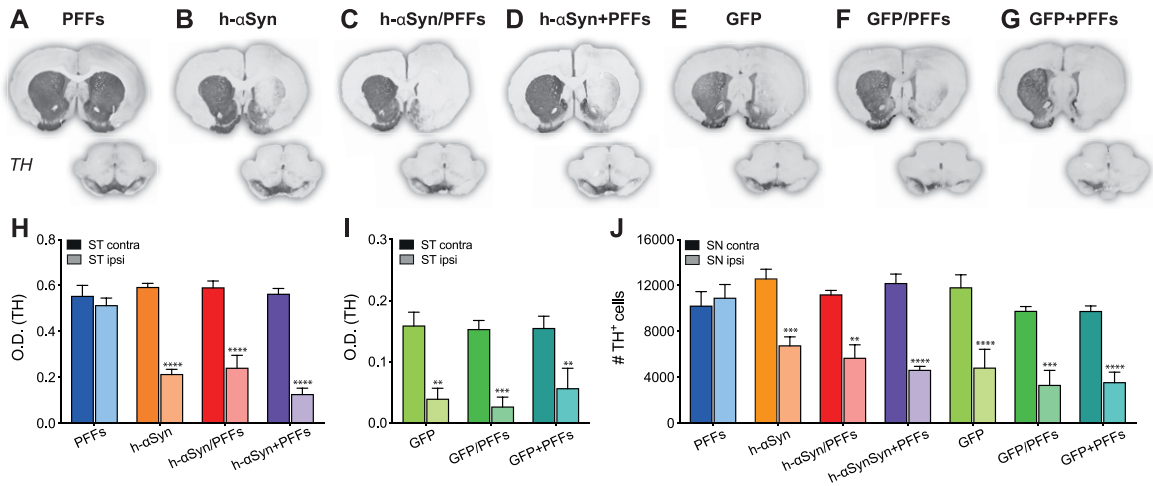 A PFFs
B h-αSyn
C h-αSyn/PFFs
D h-αSyn+PFFs
E GFP
F GFP/PFFs
G GFP+PFFs
TH
H
ST contra
ST ipsi
O.D. (TH)
0.8
0.6
0.4
0.2
0.0
****
****
****
PFFs
h-αSyn
h-αSyn/PFFs
h-αSyn+PFFs
I
ST contra
ST ipsi
O.D. (TH)
0.3
0.2
0.1
0.0
**
***
**
GFP
GFP/PFFs
GFP+PFFs
J
SN contra
SN ipsi
# TH+ cells
16000
12000
8000
4000
0
***
**
****
****
***
****
PFFs
h-αSyn
h-αSyn/PFFs
h-αSynSyn+PFFs
GFP
GFP/PFFs
GFP+PFFs